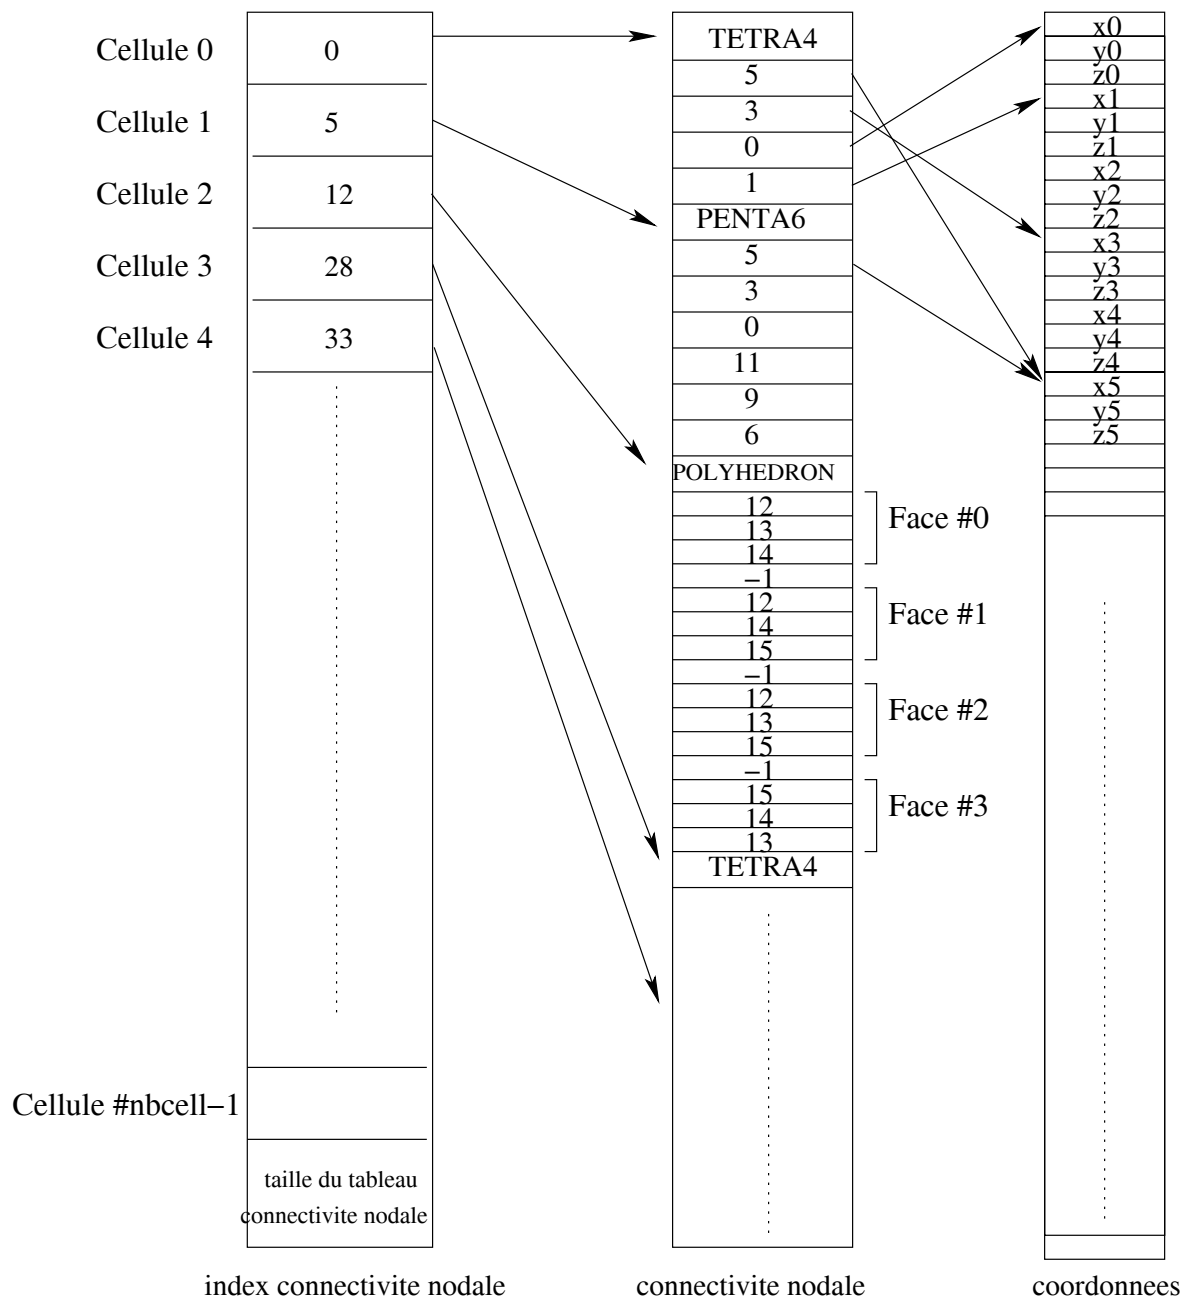 Cellule 0
Cellule 1
Cellule 2
Cellule 3
Cellule 4
Cellule #nbcell−1
0
5
12
28
33
taille du tableau
connectivite nodale
index connectivite nodale
TETRA4
5
3
0
1
PENTA6
5
3
0
11
9
6
POLYHEDRON
12
13
14
−1
12
14
15
−1
12
13
15
−1
15
14
13
TETRA4
Face #0
Face #1
Face #2
Face #3
connectivite nodale
x0
y0
z0
x1
y1
z1
x2
y2
z2
x3
y3
z3
x4
y4
z4
x5
y5
z5
coordonnees